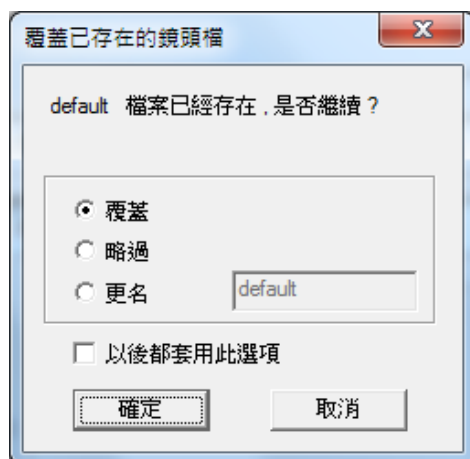 覆蓋已存在的鏡頭檔
default 檔案已經存在 , 是否繼續 ?
覆蓋
略過
更名 default
以後都套用此選項
確定 取消